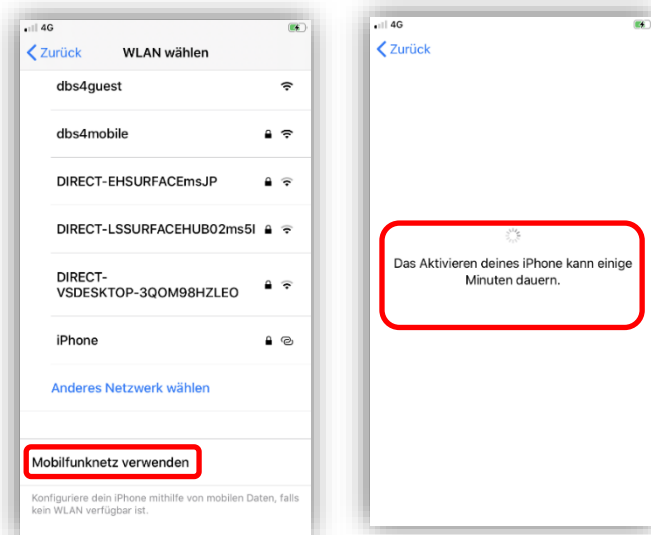 4G
Zurück WLAN wählen
dbs4guest
dbs4mobile
DIRECT-EHSURFACEmsJP
DIRECT-LSSURFACEHUB02ms5I
DIRECT-
VSDESKTOP-3QOM98HZLEO
iPhone
Anderes Netzwerk wählen
Mobilfunknetz verwenden
Konfiguriere dein iPhone mithilfe von mobilen Daten, falls
kein WLAN verfügbar ist.
4G
Zurück
Das Aktivieren deines iPhone kann einige
Minuten dauern.